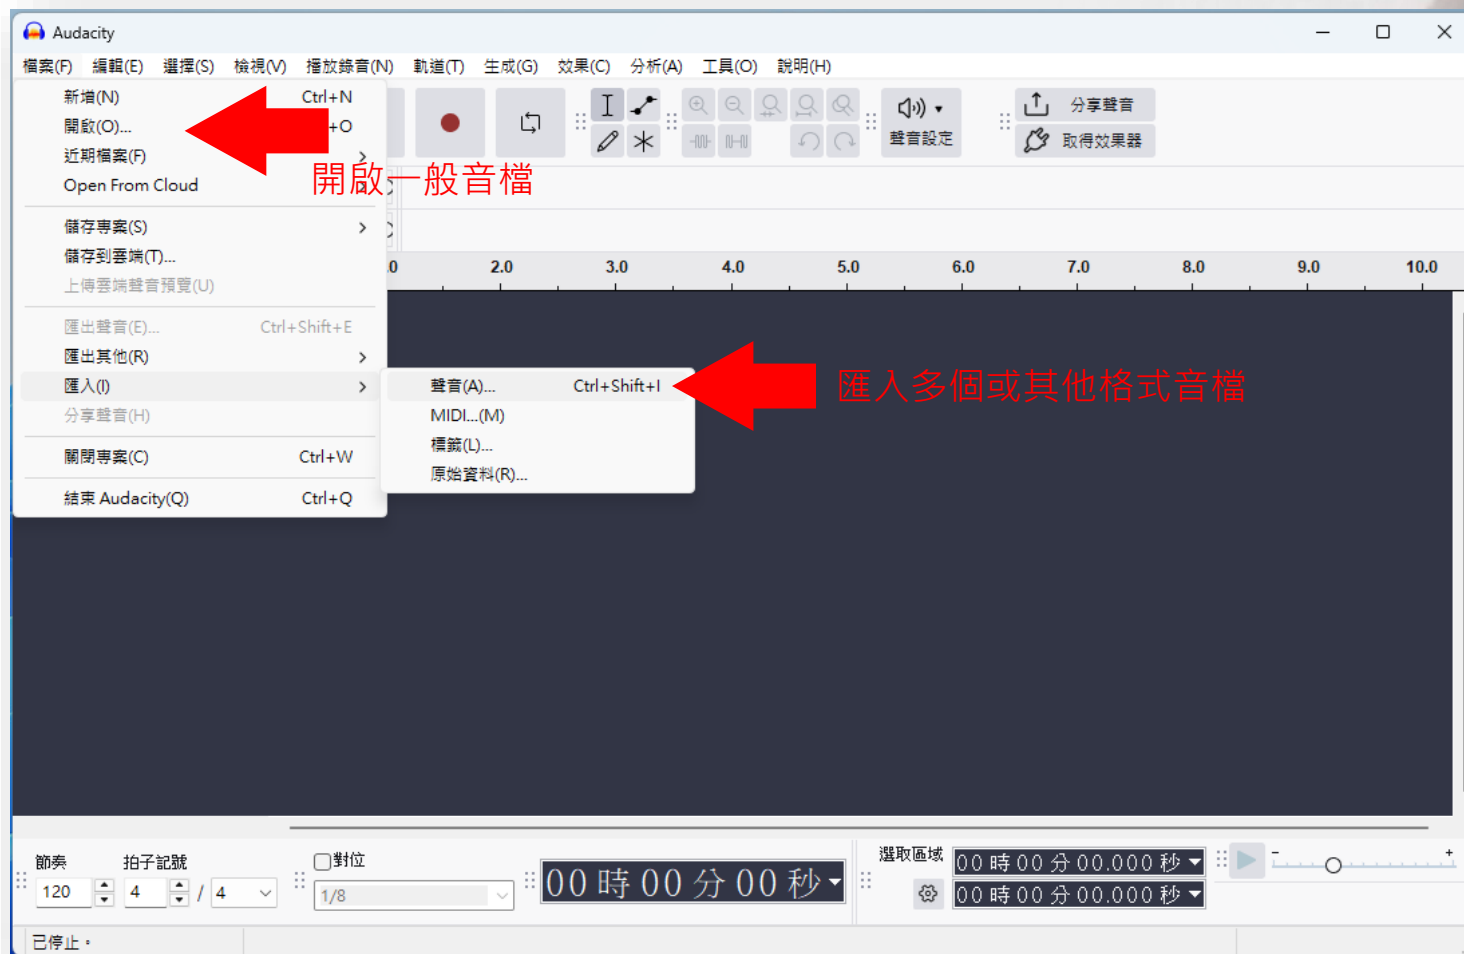 Audacity
檔案(F) 編輯(E) 選擇(S) 檢視(V) 播放錄音(N) 軌道(T) 生成(G) 效果(C) 分析(A) 工具(O) 說明(H)
新增(N) Ctrl+N
開啟(O)... +O
近期檔案(F)
Open From Cloud
儲存專案(S)
儲存到雲端(T)...
上傳雲端聲音預覽(U)
匯出聲音(E)... Ctrl+Shift+E
匯出其他(R)
匯入(I)
分享聲音(H)
關閉專案(C) Ctrl+W
結束 Audacity(Q) Ctrl+Q
開啟一般音檔
聲音設定
分享聲音
取得效果器
.0 2.0 3.0 4.0 5.0 6.0 7.0 8.0 9.0 10.0
聲音(A)... Ctrl+Shift+I
MIDI...(M)
標籤(L)...
原始資料(R)...
匯入多個或其他格式音檔
節奏 拍子記號
120 4 / 4
對位
1/8
00 時 00 分 00 秒
選取區域
00 時 00 分 00.000 秒
00 時 00 分 00.000 秒
- +
已停止。